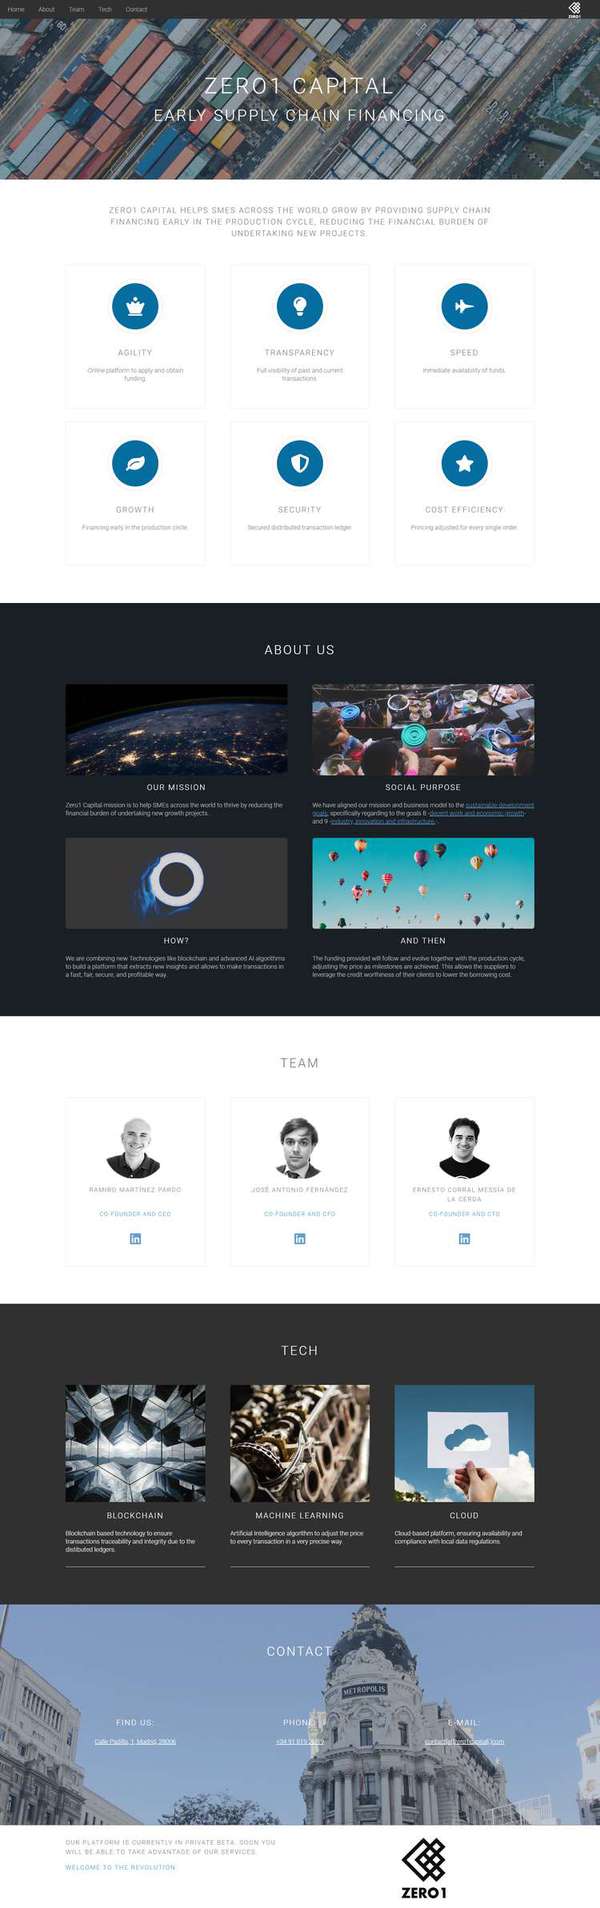 Home About Team Tech Contact
ZERO1
ZERO1 CAPITAL
EARLY SUPPLY CHAIN FINANCING
ZERO1 CAPITAL HELPS SMES ACROSS THE WORLD GROW BY PROVIDING SUPPLY CHAIN
FINANCING EARLY IN THE PRODUCTION CYCLE, REDUCING THE FINANCIAL BURDEN OF
UNDERTAKING NEW PROJECTS.
AGILITY
Online platform to apply and obtain
funding.
TRANSPARENCY
Full visibility of past and current
transactions
SPEED
Immediate availability of funds.
GROWTH
Financing early in the production circle
SECURITY
Secured distributed transaction ledger
COST EFFICIENCY
Princing adjusted for every single order
ABOUT US
OUR MISSION
Zero1 Capital mission is to help SMEs across the world to thrive by reducing the
financial burden of undertaking new growth projects.
SOCIAL PURPOSE
We have aligned our mission and business model to the sustainable development
goals, specifically regarding to the goals 8 -decent work and economic growth-
and 9 -industry, innovation and infrastructure.-
HOW?
We are combining new Technologies like blockchain and advanced AI algorithms
to build a platform that extracts new insights and allows to make transactions in
a fast, fair, secure, and profitable way.
AND THEN
The funding provided will follow and evolve together with the production cycle,
adjusting the price as milestones are achieved. This allows the suppliers to
leverage the credit worthiness of their clients to lower the borrowing cost.
TEAM
RAMIRO MARTÍNEZ PARDO
CO-FOUNDER AND CEO
in
JOSÉ ANTONIO FERNÁNDEZ
CO-FOUNDER AND CFO
in
ERNESTO CORRAL MESSÍA DE
LA CERDA
CO-FOUNDER AND CTO
in
TECH
BLOCKCHAIN
Blockchain based technology to ensure
transactions traceability and integrity due to the
distibuted ledgers.
MACHINE LEARNING
Artificial Intelligence algorithm to adjust the price
to every transaction in a very precise way.
CLOUD
Cloud-based platform, ensuring availability and
compliance with local data regulations.
CONTACT
METROPOLIS
FIND US:
Calle Padilla, 1, Madrid, 28006
PHONE:
+34 91 819
E-MAIL:
OUR PLATFORM IS CURRENTLY IN PRIVATE BETA. SOON YOU
WILL BE ABLE TO TAKE ADVANTAGE OF OUR SERVICES.
WELCOME TO THE REVOLUTION.
ZERO1